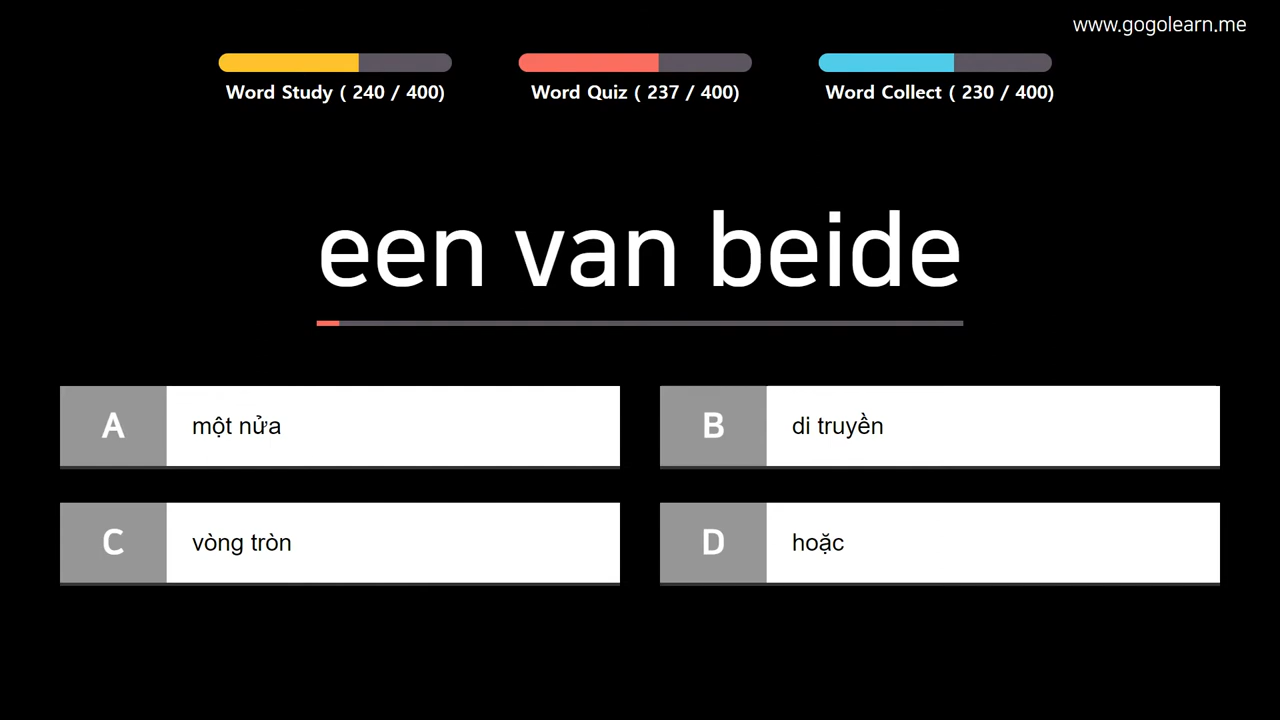 www.gogolearn.me
Word Study ( 240 / 400)
Word Quiz ( 237 / 400)
Word Collect ( 230 / 400)
een van beide
A
một nửa
B
di truyền
C
vòng tròn
D
hoặc